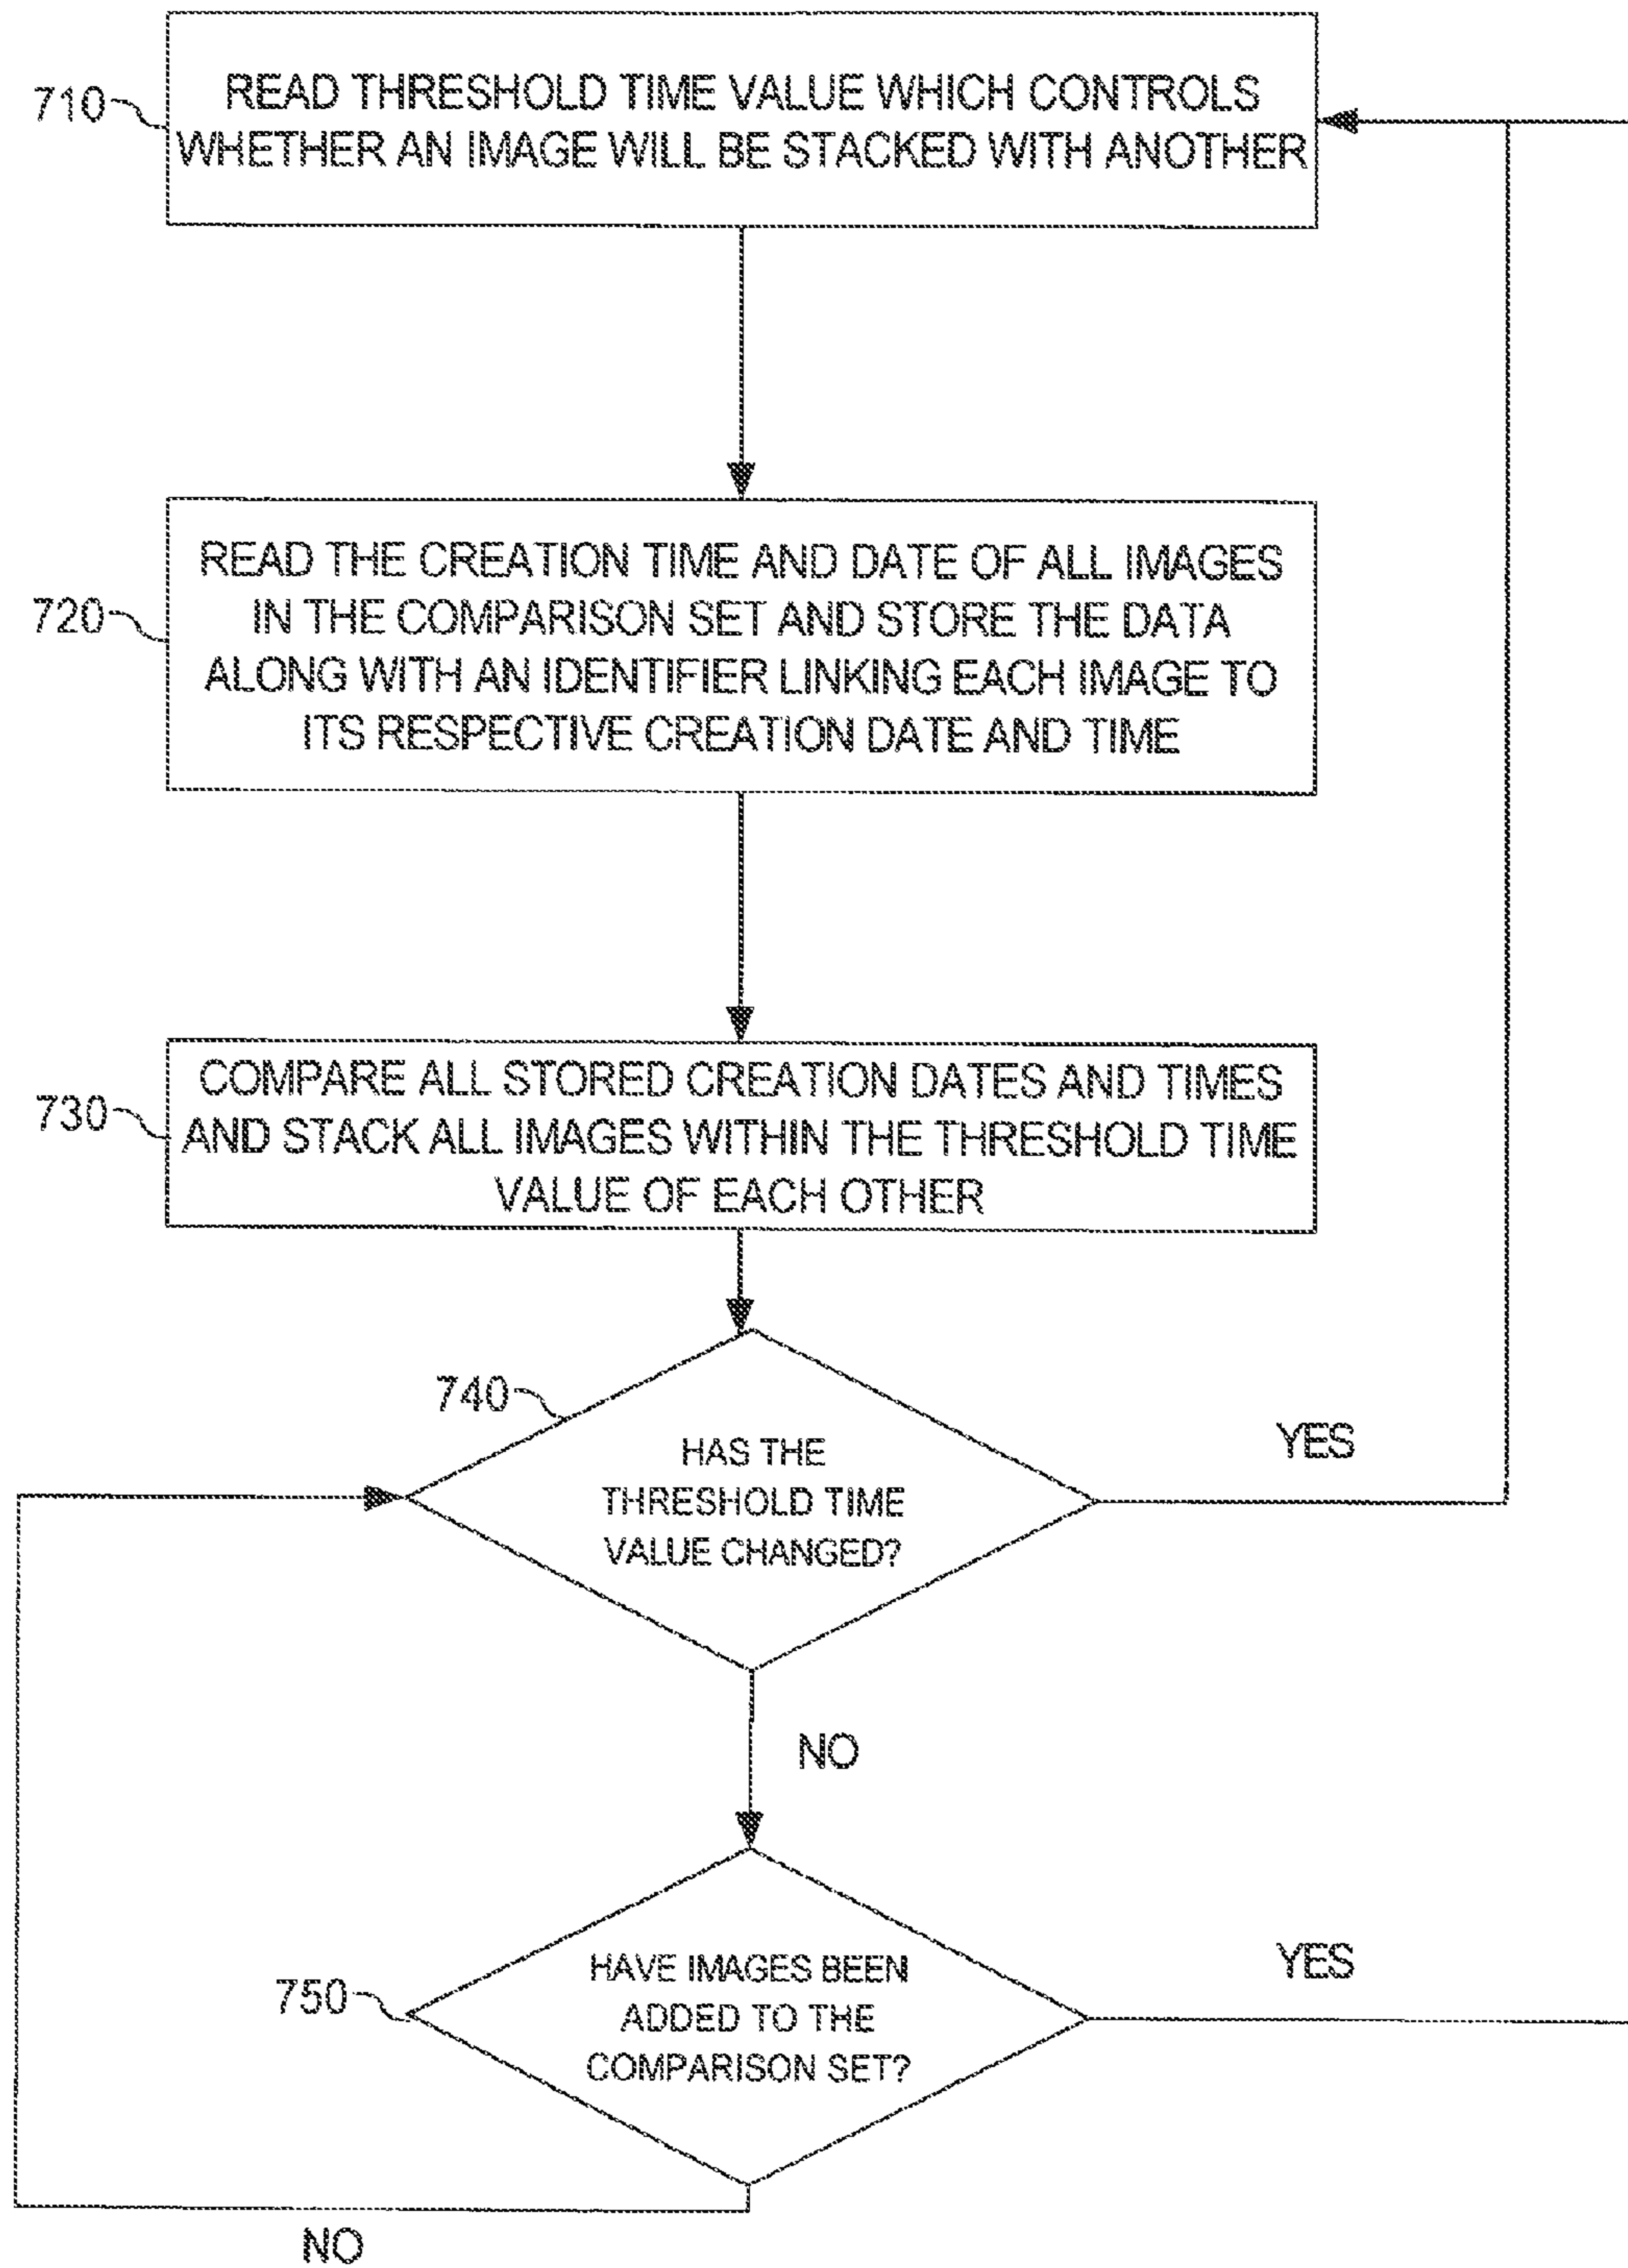 READ THRESHOLD TIME VALUE WHICH CONTROLS
710
WHETHER AN IMAGE WILL BE STACKED WITH ANOTHER
READ THE CREATION TIME AND DATE OF ALL IMAGES
720
IN THE COMPARISON SET AND STORE THE DATA
ALONG WITH AN IDENTIFIER LINKING EACH IMAGE TO
ITS RESPECTIVE CREATION DATE AND TIME
COMPARE ALL STORED CREATION DATES AND TIMES
730
AND STACK ALL IMAGES WITHIN THE THRESHOLD TIME
VALUE OF EACH OTHER
740
HAS THE
THRESHOLD TIME
VALUE CHANGED?
YES
NO
750
HAVE IMAGES BEEN
ADDED TO THE
COMPARISON SET?
YES
NO